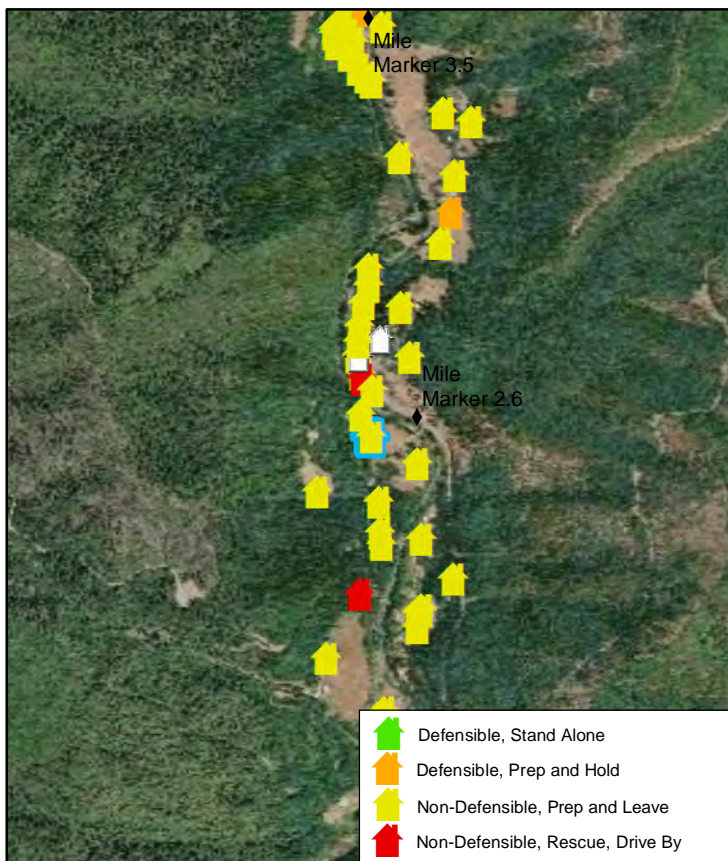 Mile
Marker 3.5
Mile
Marker 2.6
Defensible, Stand Alone
Defensible, Prep and Hold
Non-Defensible, Prep and Leave
Non-Defensible, Rescue, Drive By